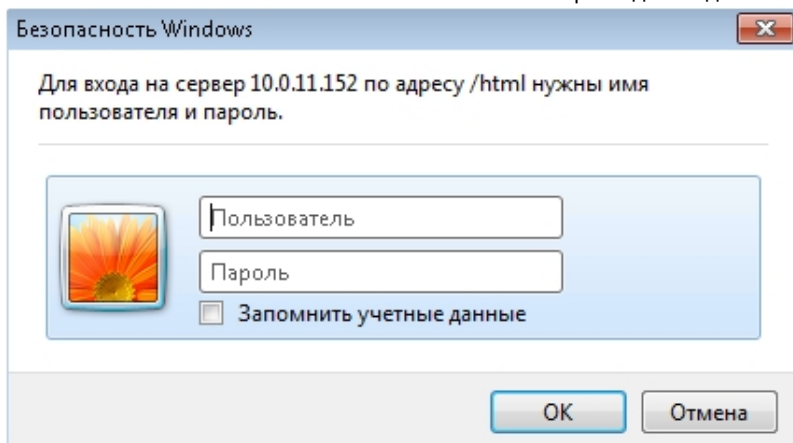 Безопасность Windows
Для входа на сервер 10.0.11.152 по адресу /html нужны имя
пользователя и пароль.
Пользователь
Пароль
Запомнить учетные данные
ОК
Отмена